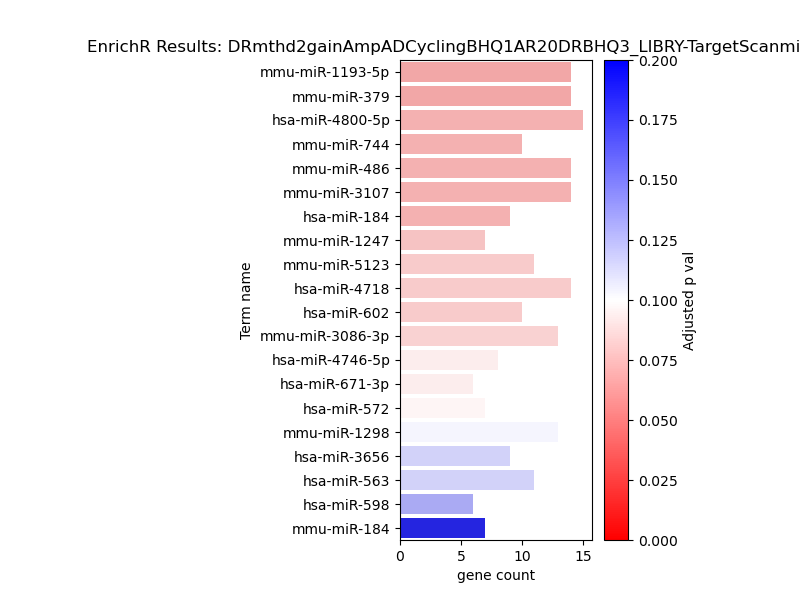 EnrichR Results: DRmthd2gainAmpADCyclingBHQ1AR20DRBHQ3_LIBRY-TargetScanmi
mmu-miR-1193-5p
mmu-miR-379
hsa-miR-4800-5p
mmu-miR-744
mmu-miR-486
mmu-miR-3107
hsa-miR-184
mmu-miR-1247
mmu-miR-5123
hsa-miR-4718
hsa-miR-602
mmu-miR-3086-3p
hsa-miR-4746-5p
hsa-miR-671-3p
hsa-miR-572
mmu-miR-1298
hsa-miR-3656
hsa-miR-563
hsa-miR-598
mmu-miR-184
Term name
0 5 10 15
gene count
0.200
0.175
0.150
0.125
0.100
0.075
0.050
0.025
0.000
Adjusted p val